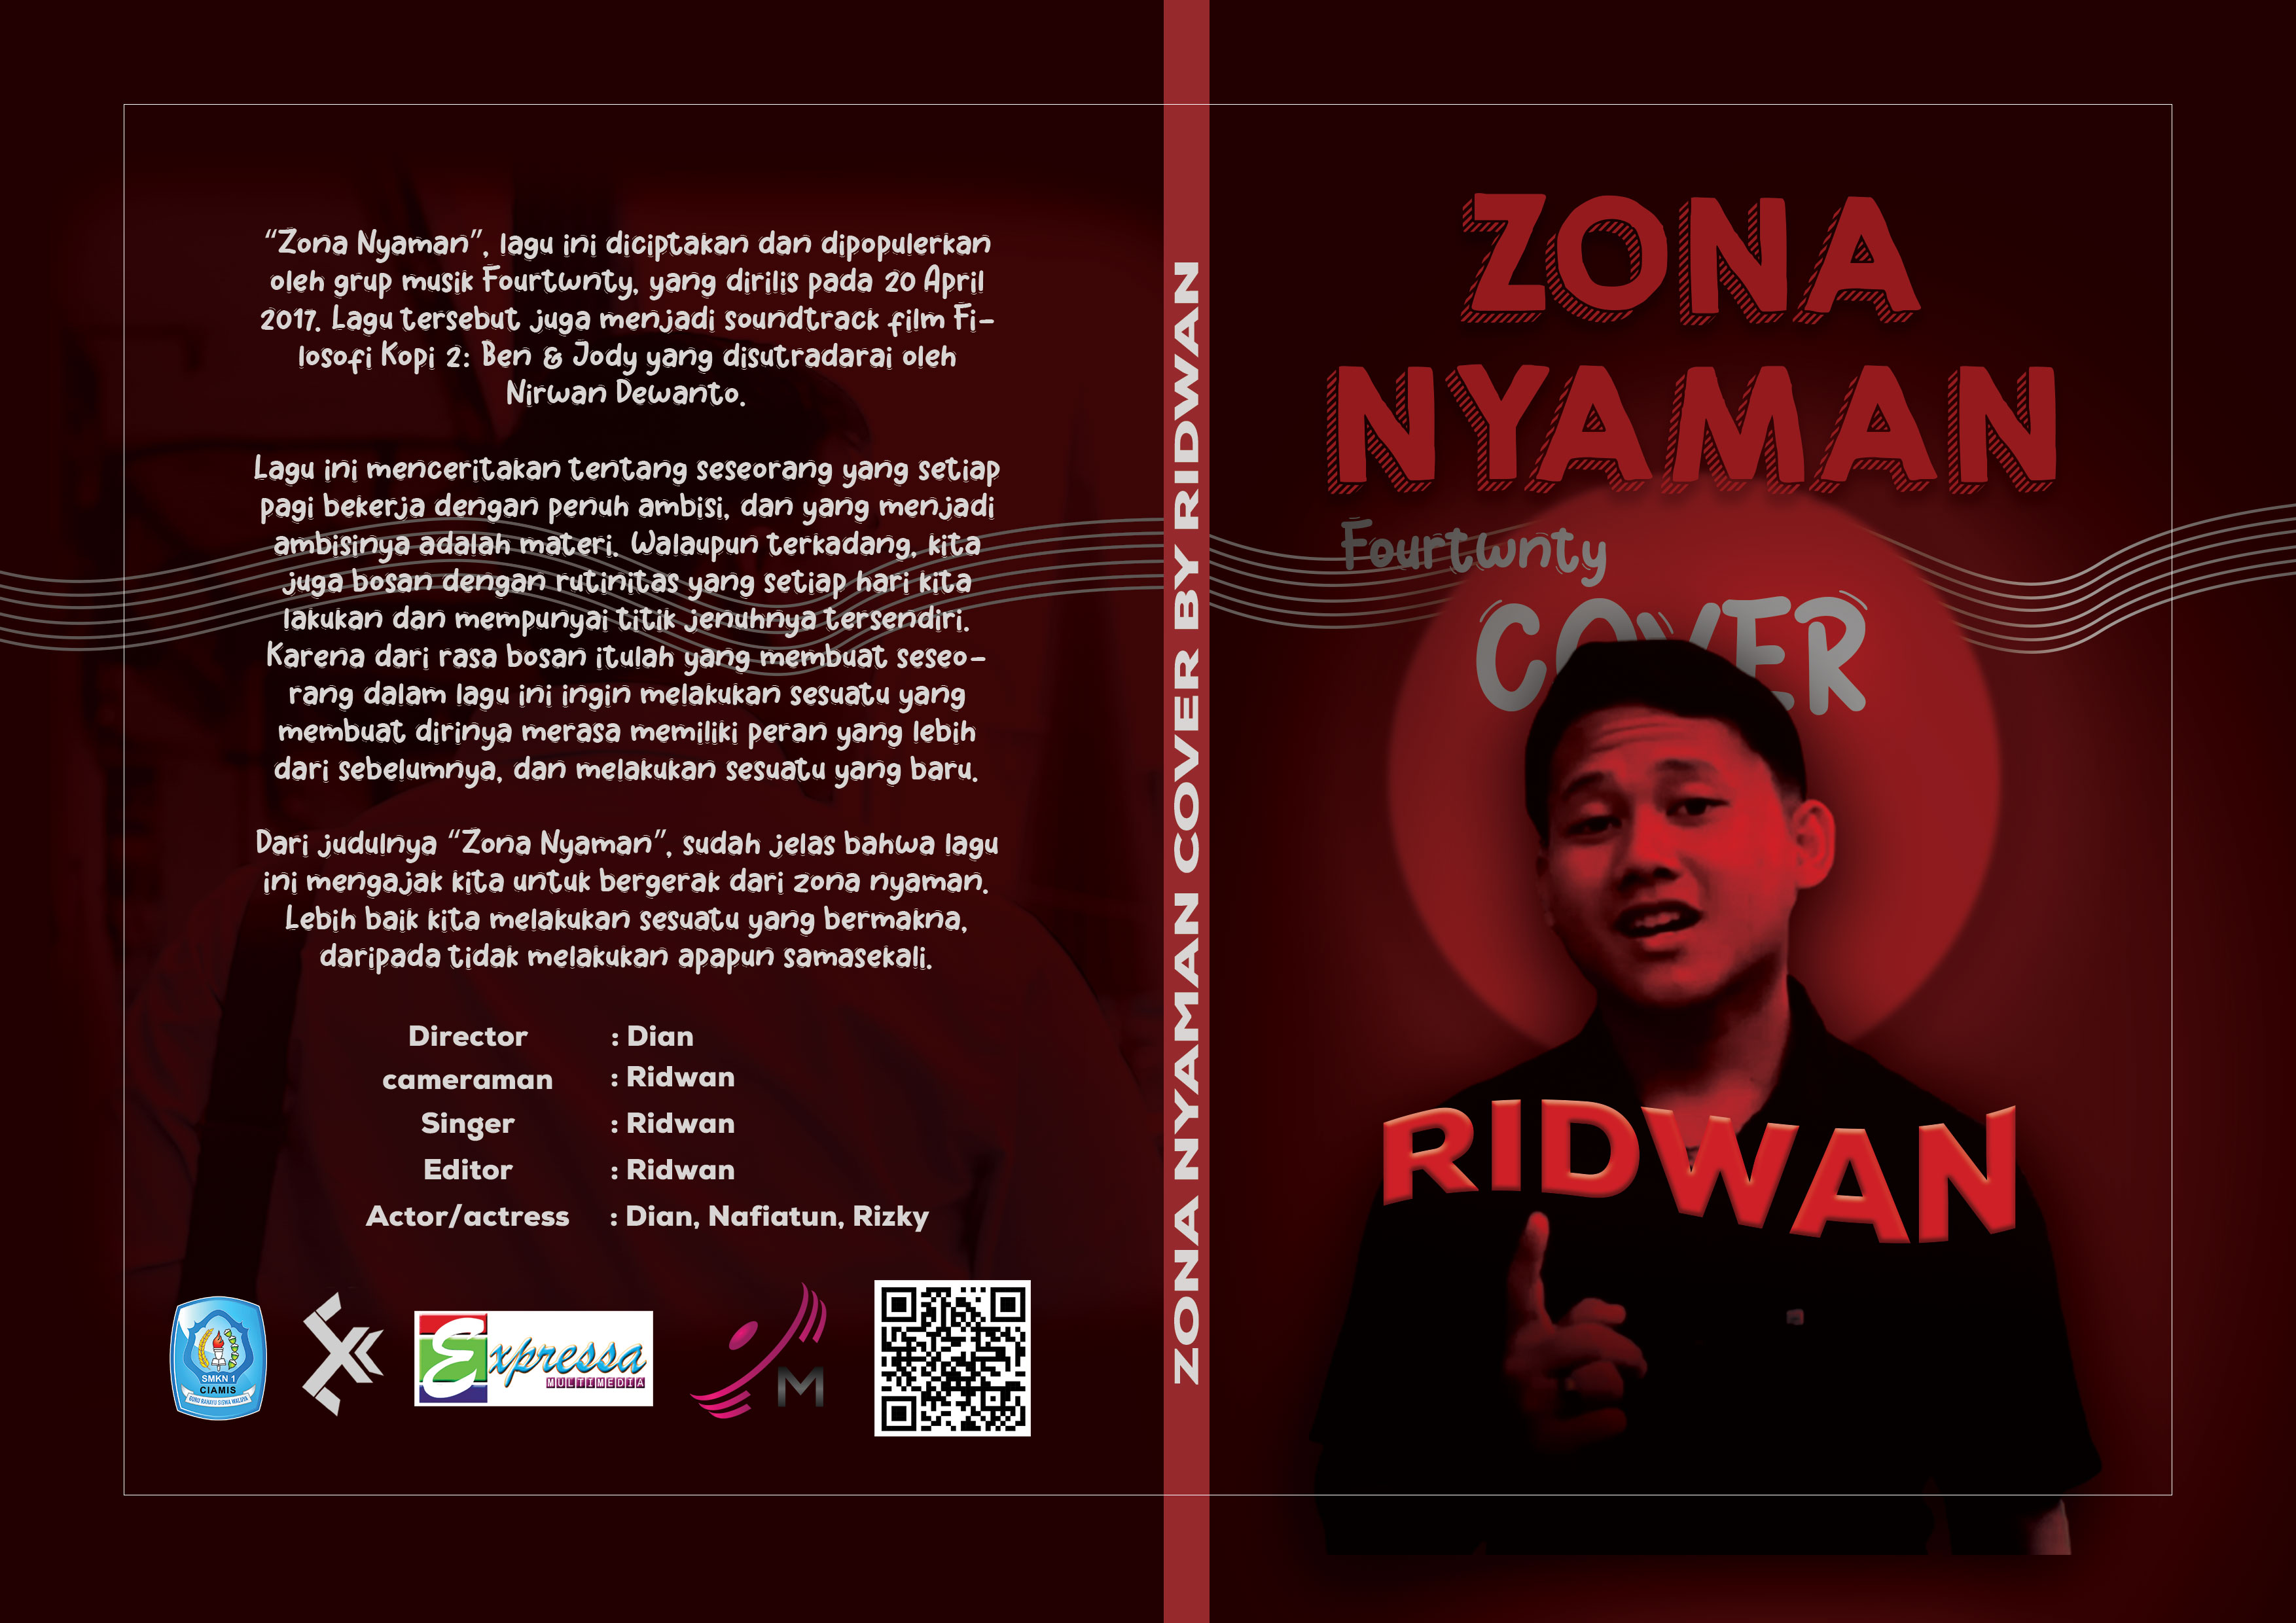 “Zona Nyaman”, lagu ini diciptakan dan dipopulerkan
oleh grup musik Fourtwnty, yang dirilis pada 20 April
2017. Lagu tersebut juga menjadi soundtrack film Fi-
losofi Kopi 2: Ben & Jody yang disutradarai oleh
Nirwan Dewanto.
Lagu ini menceritakan tentang seseorang yang setiap
pagi bekerja dengan penuh ambisi, dan yang menjadi
ambisinya adalah materi. Walaupun terkadang, kita
juga bosan dengan rutinitas yang setiap hari kita
lakukan dan mempunyai titik jenuhnya tersendiri.
Karena dari rasa bosan itulah yang membuat seseo-
rang dalam lagu ini ingin melakukan sesuatu yang
membuat dirinya merasa memiliki peran yang lebih
dari sebelumnya, dan melakukan sesuatu yang baru.
Dari judulnya “Zona Nyaman”, sudah jelas bahwa lagu
ini mengajak kita untuk bergerak dari zona nyaman.
Lebih baik kita melakukan sesuatu yang bermakna,
daripada tidak melakukan apapun samasekali.
Director : Dian
cameraman : Ridwan
Singer : Ridwan
Editor : Ridwan
Actor/actress : Dian, Nafiatun, Rizky
SMKN 1
CIAMIS
GURU RAHAYU SISWA WALUYA
Expressa
MULTIMEDIA
M
ZONA NYAMAN COVER BY RIDWAN
ZONA
NYAMAN
Fourtwnty
COVER
RIDWAN